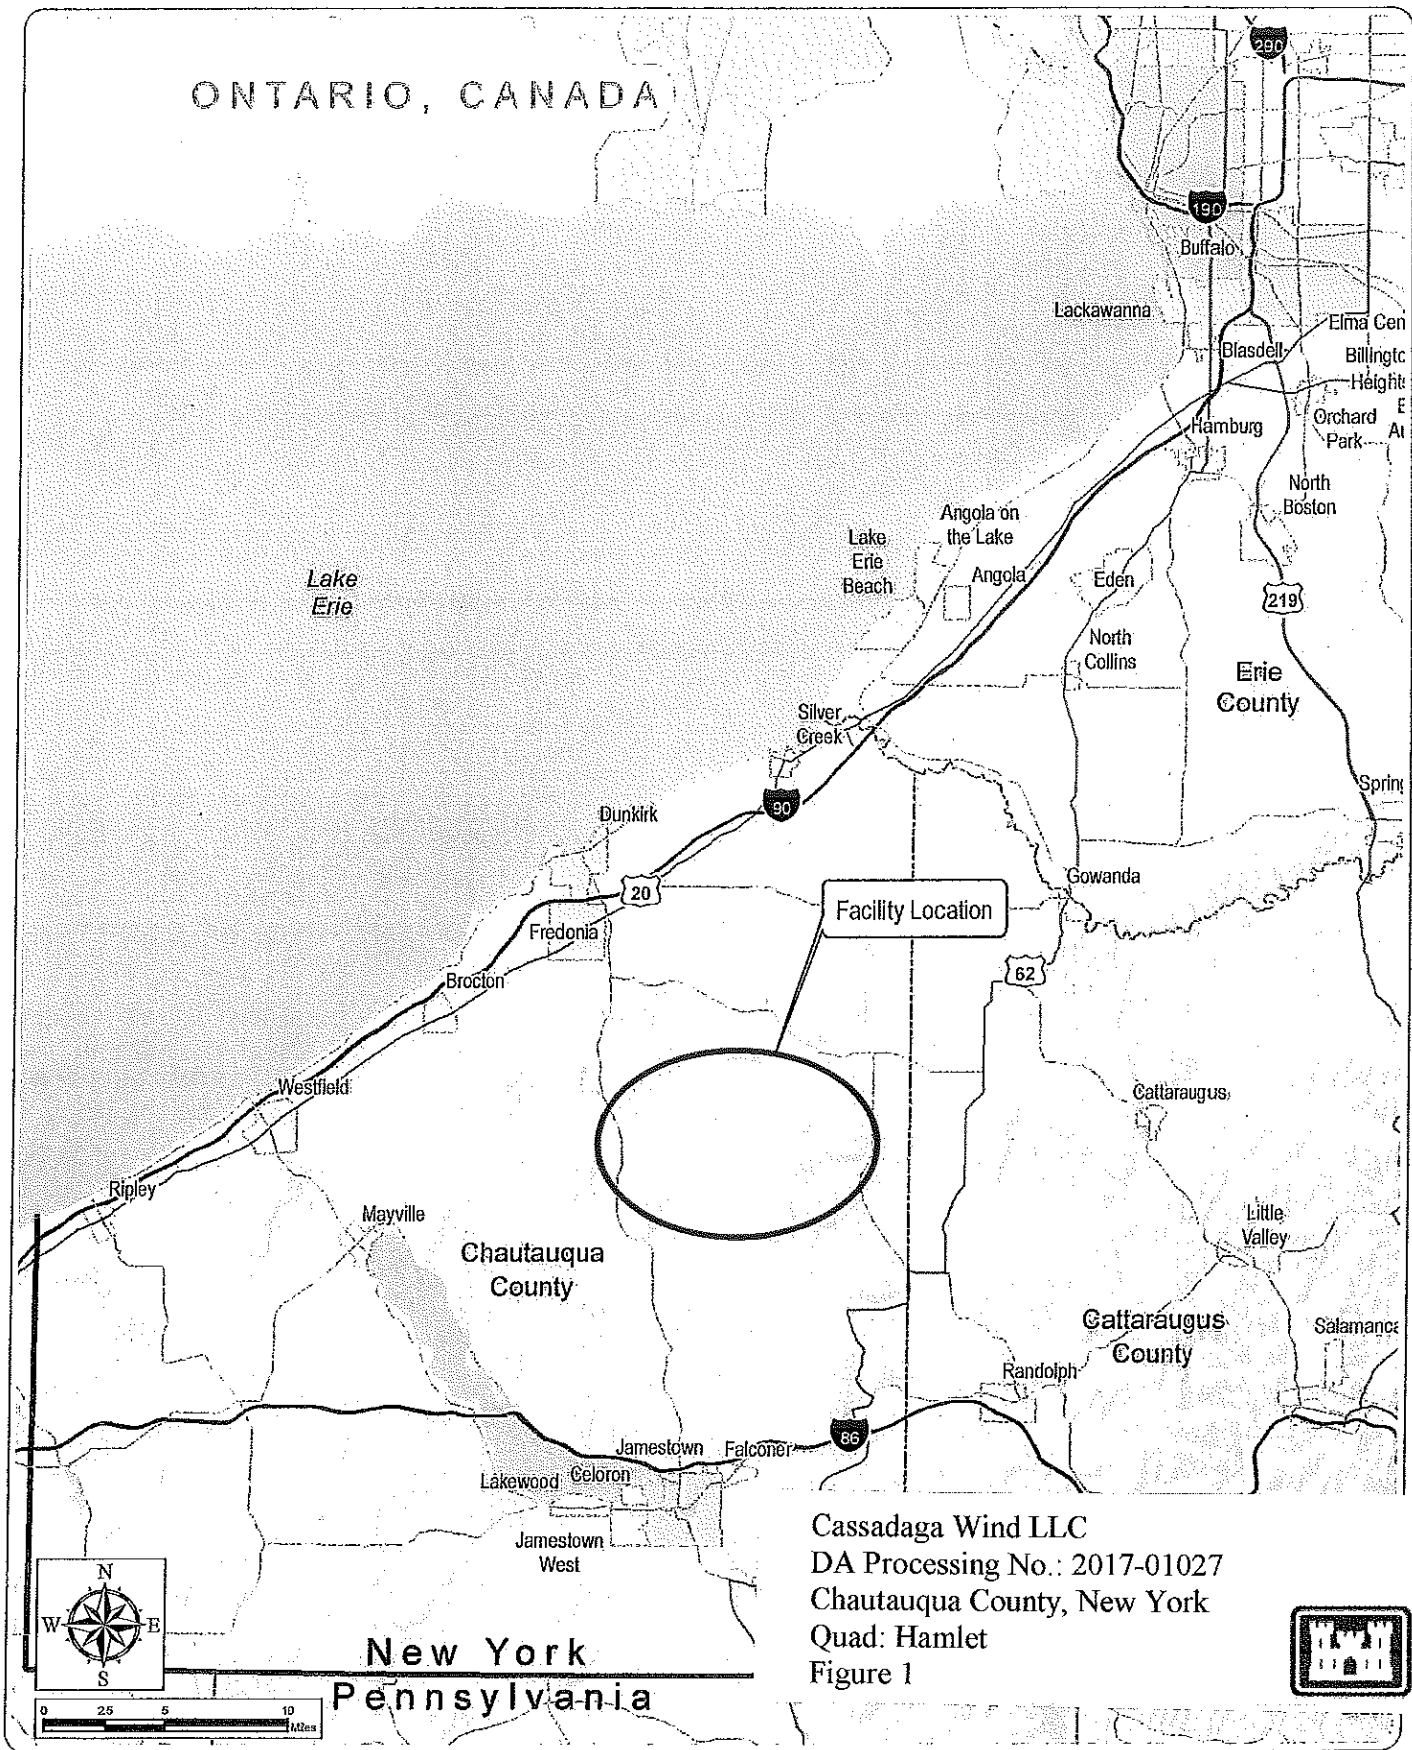 ONTARIO, CANADA
290
190
Buffalo
Lackawanna
Elma Cen
Blasdell
Billingtc
Heights
Orchard
Park
Hamburg
North
Boston
Angola on
the Lake
Lake
Erie
Beach
Angola
Eden
219
Lake
Erie
North
Collins
Erie
County
Silver
Creek
90
Spring
Dunkirk
20
Gowanda
Facility Location
Fredonia
62
Brocton
Westfield
Cattaraugus
Ripley
Mayville
Little
Valley
Chautauqua
County
Cattaraugus
County
Salamanca
Randolph
86
Jamestown
Falconer
Lakewood
Celoron
Jamestown
West
Cassadaga Wind LLC
DA Processing No.: 2017-01027
Chautauqua County, New York
Quad: Hamlet
Figure 1
N
W
E
S
New York
Pennsylvania
0 2.5 5 10
Miles